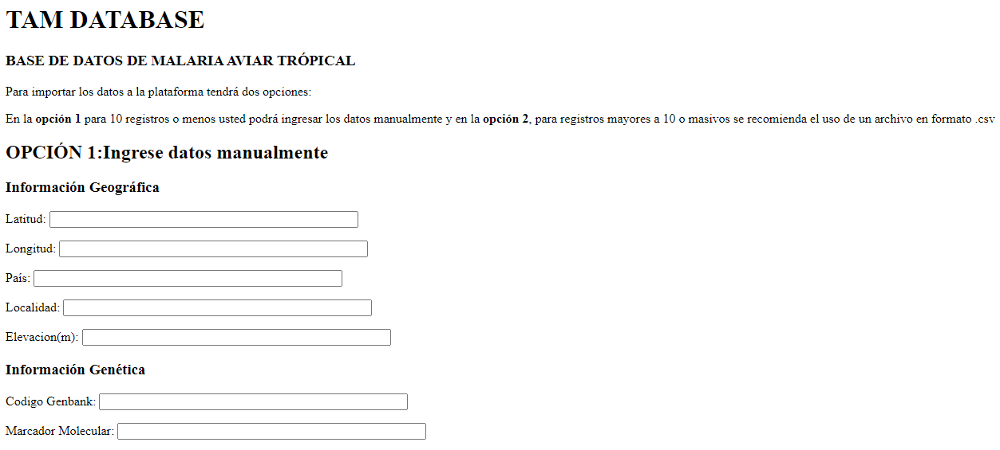 TAM DATABASE
BASE DE DATOS DE MALARIA AVIAR TRÓPICAL
Para importar los datos a la plataforma tendrá dos opciones:
En la opción 1 para 10 registros o menos usted podrá ingresar los datos manualmente y en la opción 2, para registros mayores a 10 o masivos se recomienda el uso de un archivo en formato .csv
OPCIÓN 1:Ingrese datos manualmente
Información Geográfica
Latitud:
Longitud:
País:
Localidad:
Elevacion(m):
Información Genética
Codigo Genbank:
Marcador Molecular: